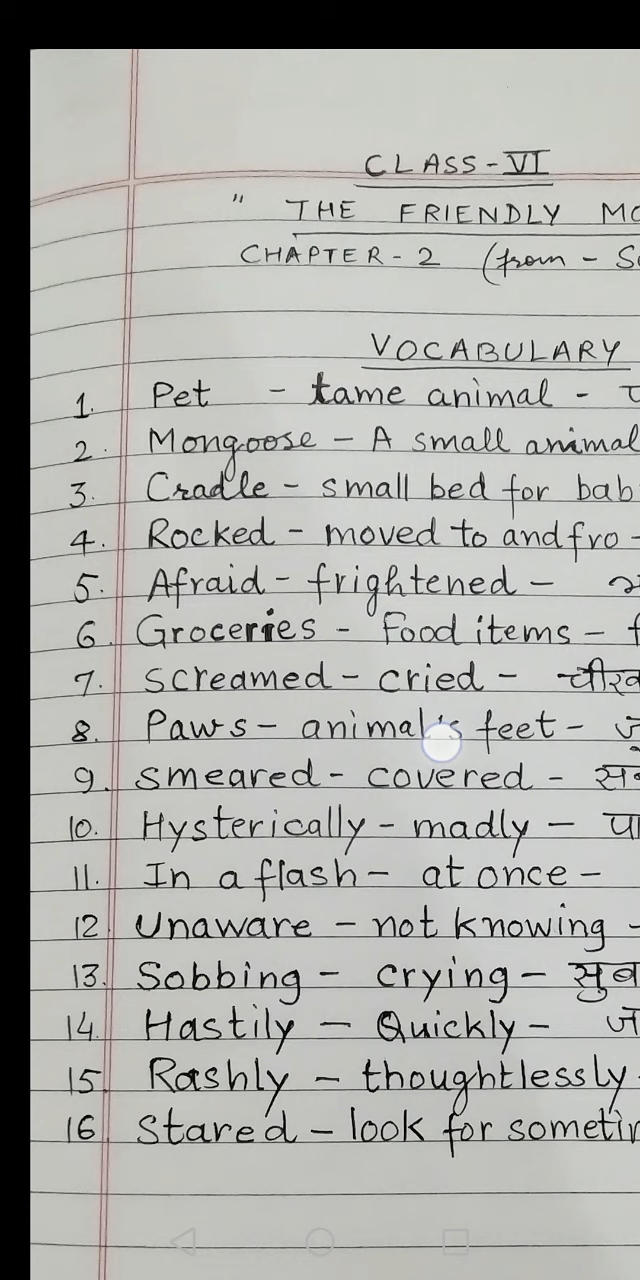 CLASS-VI
" THE FRIENDLY
CHAPTER-2 (from -
VOCABULARY
1. Pet - tame animal -
2. Mongoose - A small animal
3. Cradle - small bed for
4. Rocked - moved to and fro -
5. Afraid - frightened -
6. Groceries - Food items -
7. Screamed - cried -
8. Paws - animal's feet -
9. smeared - covered -
10. Hysterically - madly -
11. In a flash - at once -
12 Unaware - not knowing -
13. Sobbing - crying -
14. Hastily - Quickly -
15. Rashly - thoughtlessly -
16 Stared - look for